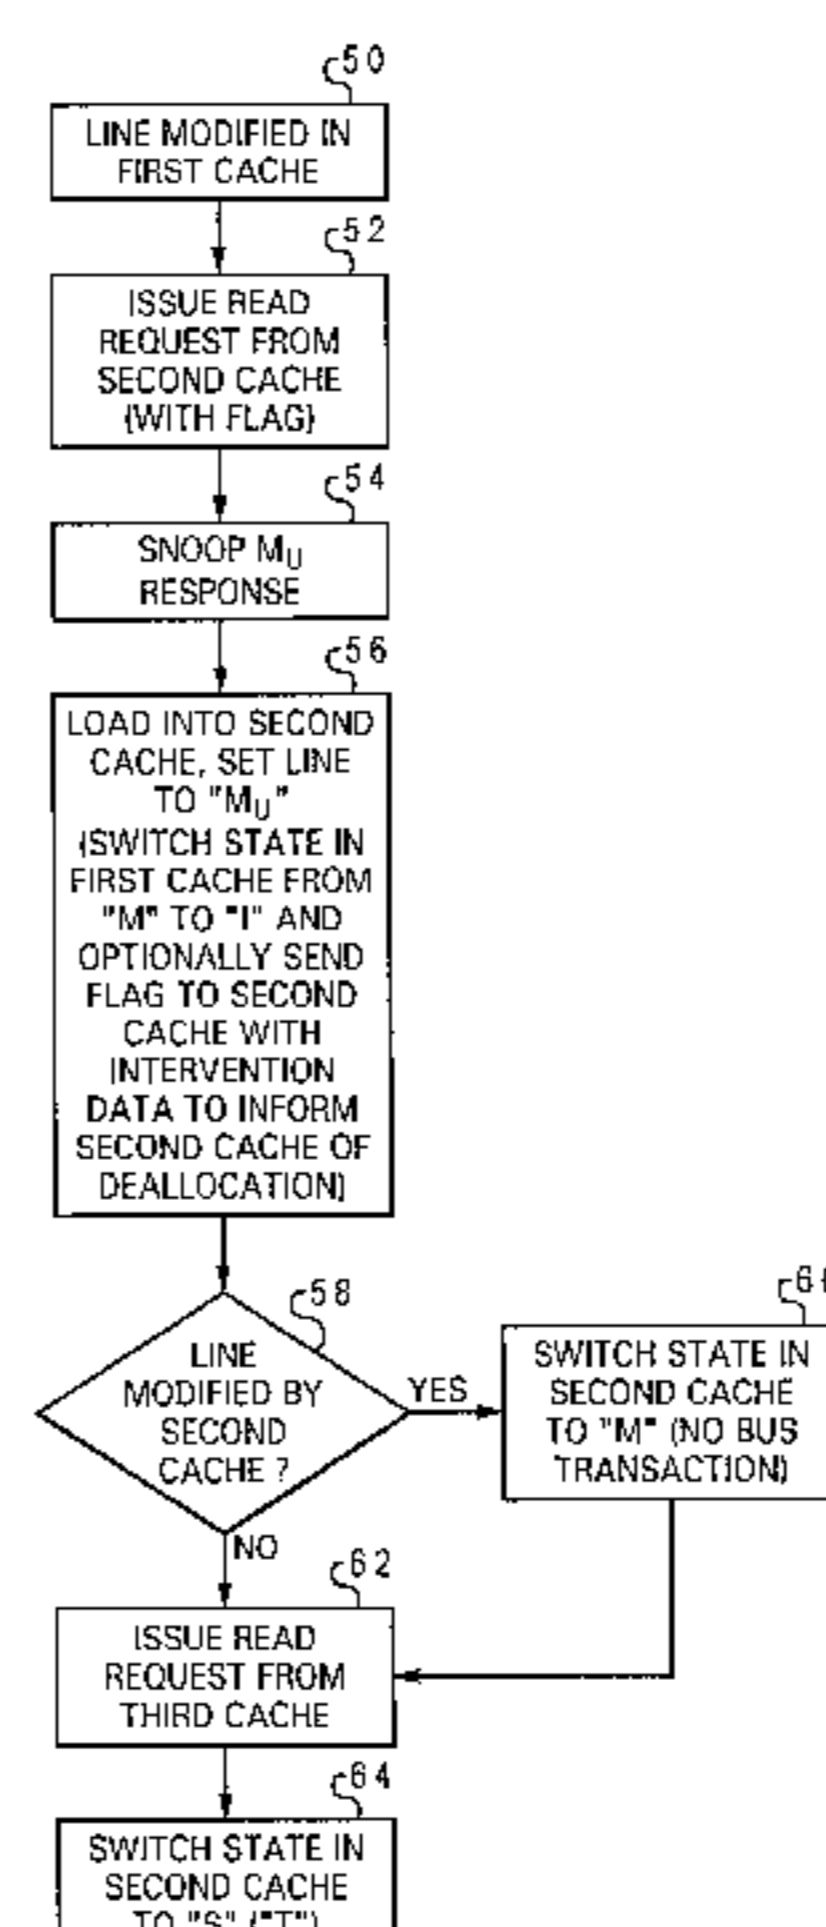 50
LINE MODIFIED IN
FIRST CACHE
52
ISSUE READ
REQUEST FROM
SECOND CACHE
(WITH FLAG)
54
SNOOP MU
RESPONSE
56
LOAD INTO SECOND
CACHE, SET LINE
TO "MU"
(SWITCH STATE IN
FIRST CACHE FROM
"M" TO "I" AND
OPTIONALLY SEND
FLAG TO SECOND
CACHE WITH
INTERVENTION
DATA TO INFORM
SECOND CACHE OF
DEALLOCATION)
58
LINE
MODIFIED BY
SECOND
CACHE ?
YES
SWITCH STATE IN
SECOND CACHE
TO "M" (NO BUS
TRANSACTION)
NO
62
ISSUE READ
REQUEST FROM
THIRD CACHE
64
SWITCH STATE IN
SECOND CACHE
TO "S" ("T")